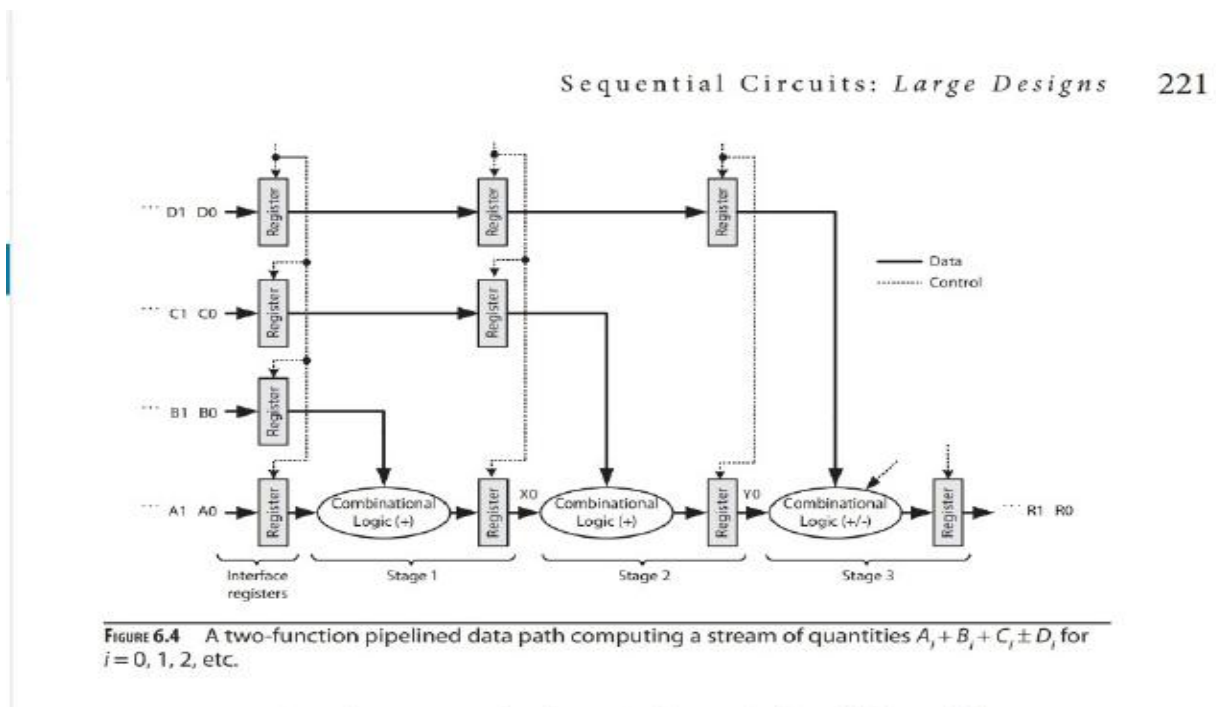 Sequential Circuits: Large Designs 221
Register
Register
Register
... D1 D0
Data
Control
Register
Register
... C1 C0
Register
... B1 B0
... A1 A0
Register
Combinational
Logic (+)
Register
X0
Combinational
Logic (+)
Register
Y0
Combinational
Logic (+/-)
Register
... R1 R0
Interface
registers
Stage 1
Stage 2
Stage 3
FIGURE 6.4 A two-function pipelined data path computing a stream of quantities Ai + Bi + Ci ± Di for
i = 0, 1, 2, etc.